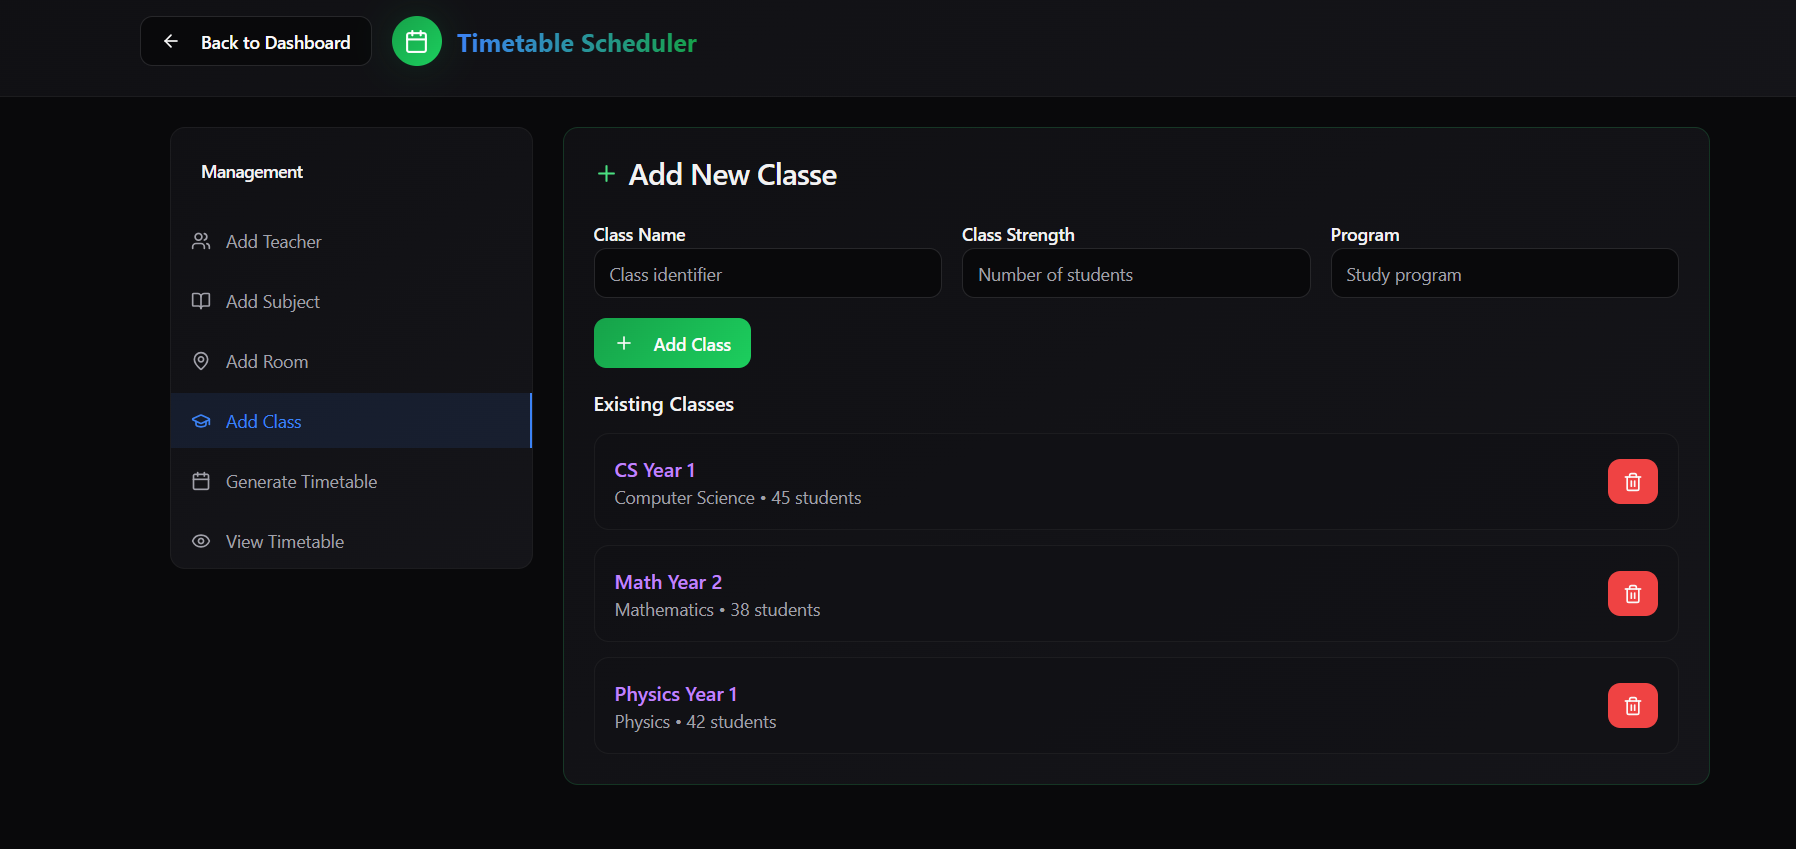 Back to Dashboard
Timetable Scheduler
Management
Add Teacher
Add Subject
Add Room
Add Class
Generate Timetable
View Timetable
Add New Classe
Class Name
Class Strength
Program
Class identifier
Number of students
Study program
Add Class
Existing Classes
CS Year 1
Computer Science • 45 students
Math Year 2
Mathematics • 38 students
Physics Year 1
Physics • 42 students